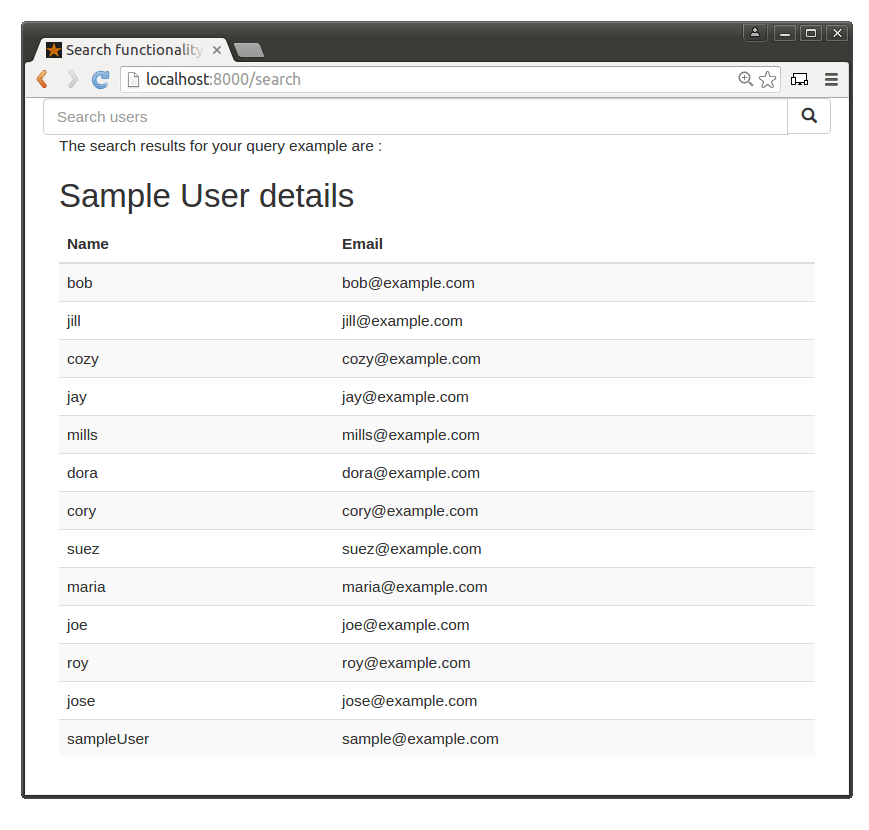 Search functionality
localhost:8000/search
Search users
The search results for your query example are :
Sample User details
Name Email
bob bob@example.com
jill jill@example.com
cozy cozy@example.com
jay jay@example.com
mills mills@example.com
dora dora@example.com
cory cory@example.com
suez suez@example.com
maria maria@example.com
joe joe@example.com
roy roy@example.com
jose jose@example.com
sampleUser sample@example.com